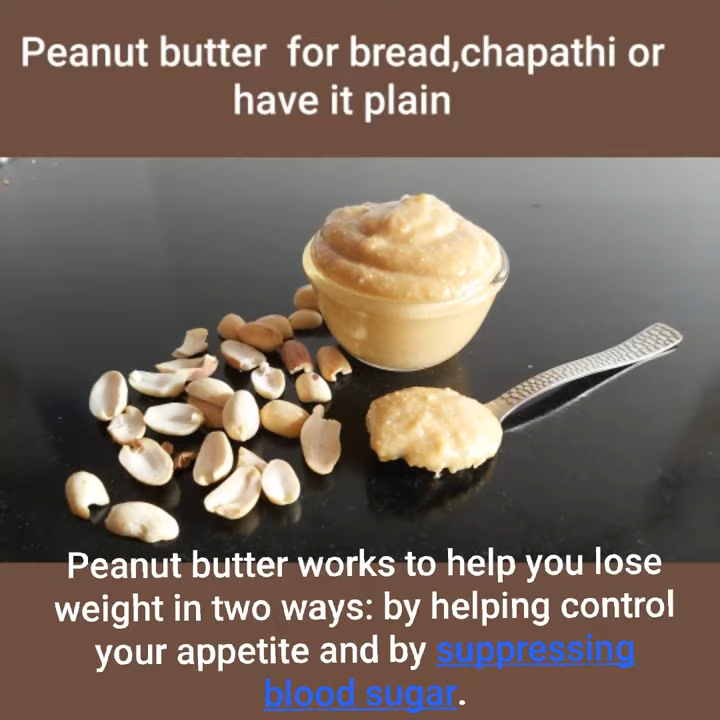 Peanut butter  for bread,chapathi or
have it plain
Peanut butter works to help you lose
weight in two ways: by helping control
your appetite and by suppressing
blood sugar.